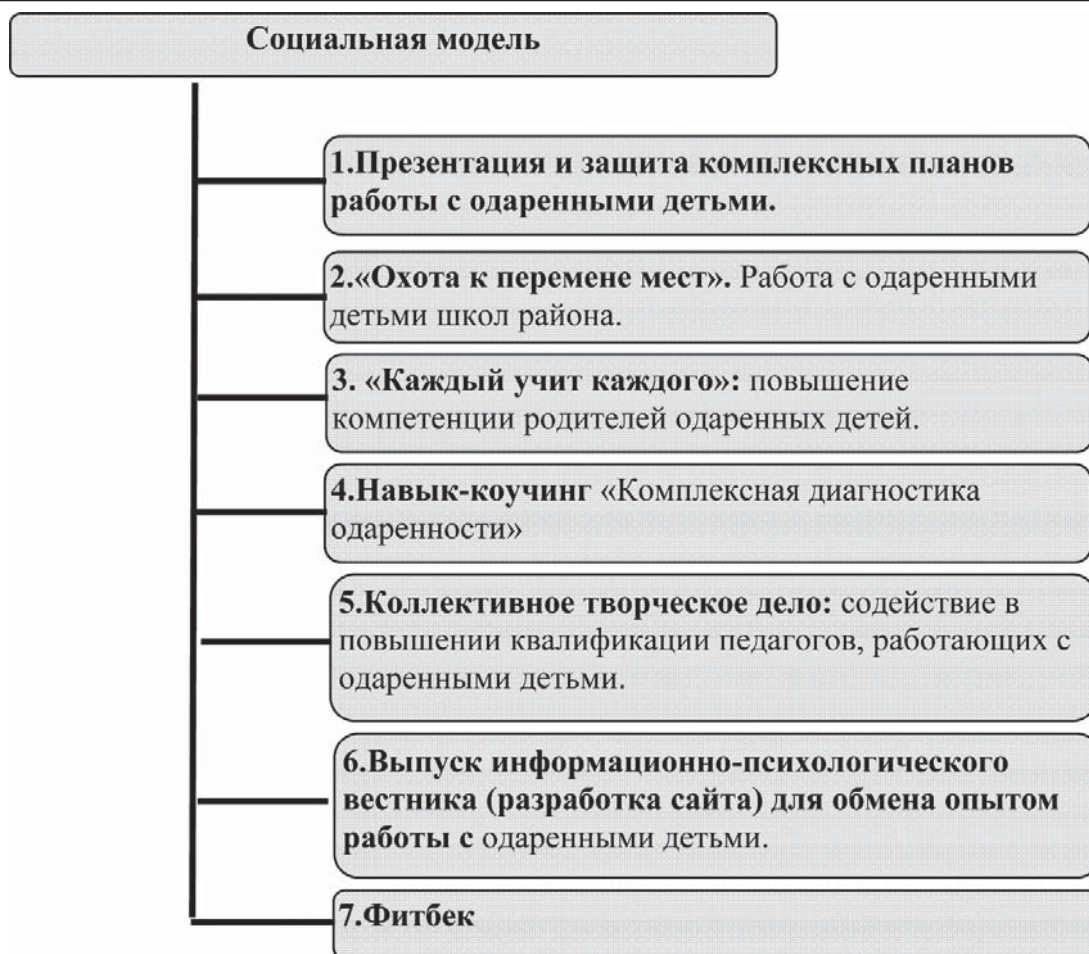 Социальная модель
1.Презентация и защита комплексных планов
работы с одаренными детьми.
2.«Охота к перемене мест». Работа с одаренными
детьми школ района.
3. «Каждый учит каждого»: повышение
компетенции родителей одаренных детей.
4.Навык-коучинг «Комплексная диагностика
одаренности»
5.Коллективное творческое дело: содействие в
повышении квалификации педагогов, работающих с
одаренными детьми.
6.Выпуск информационно-психологического
вестника (разработка сайта) для обмена опытом
работы с одаренными детьми.
7.Фитбек